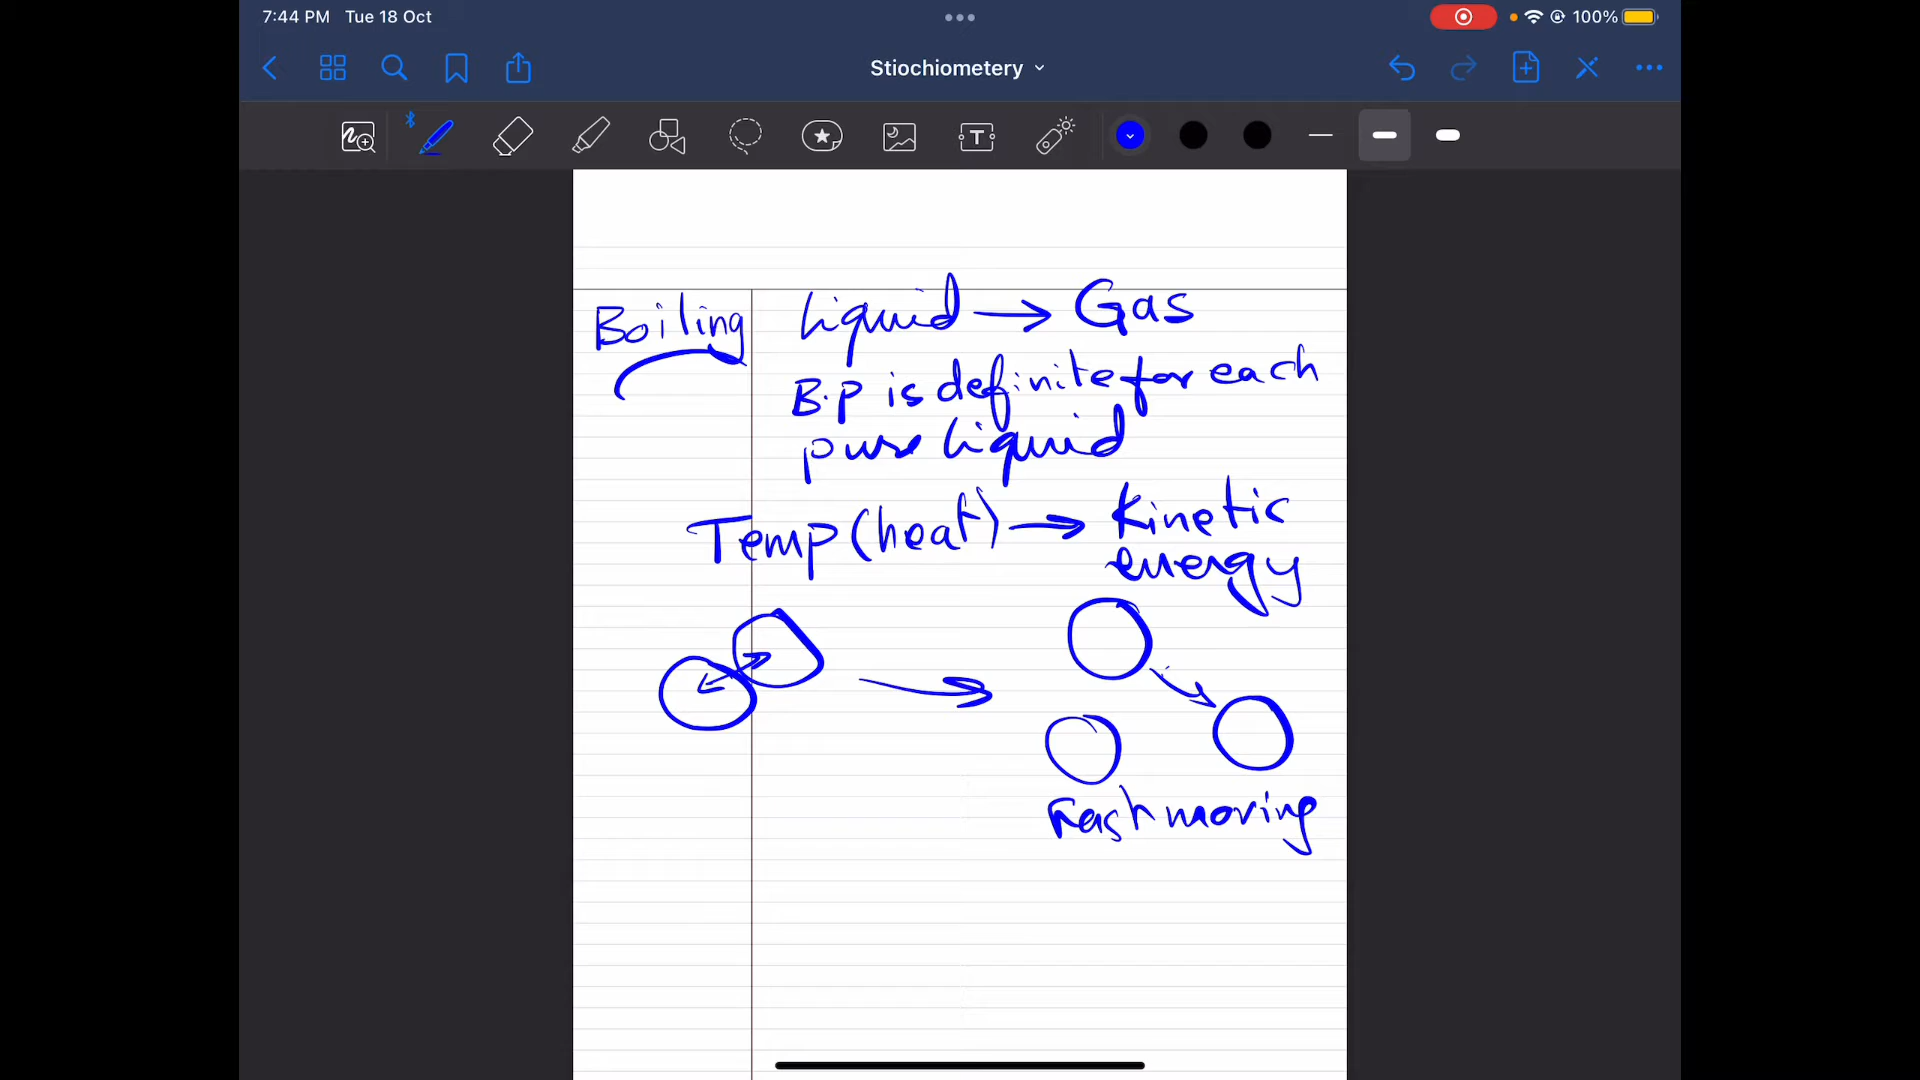 7:44 PM Tue 18 Oct
100%
Stiochiometery
T
Boiling
Liquid → Gas
B.P is definite for each
pure liquid
Temp (heat) → Kinetic
energy
Fast moving